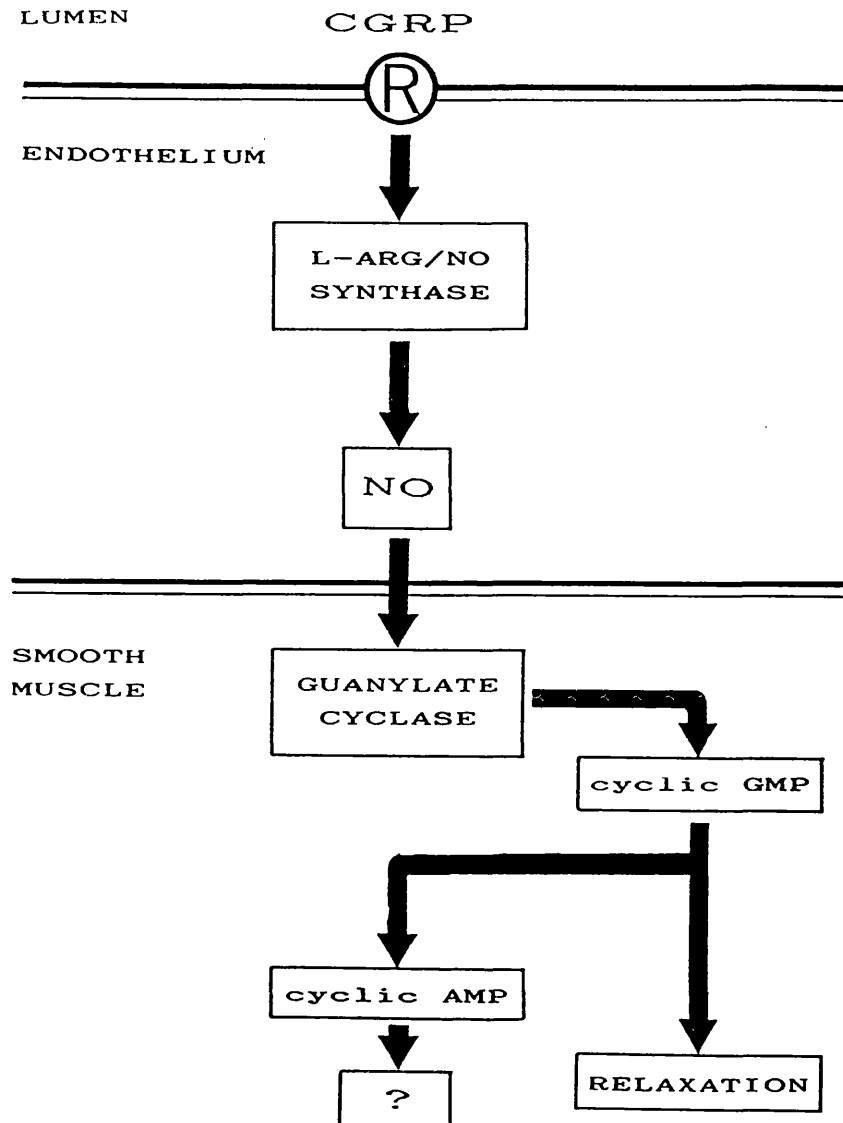 LUMEN
CGRP
R
ENDOTHELIUM
L-ARG/NO
SYNTHASE
NO
SMOOTH
MUSCLE
GUANYLATE
CYCLASE
cyclic GMP
cyclic AMP
RELAXATION
?